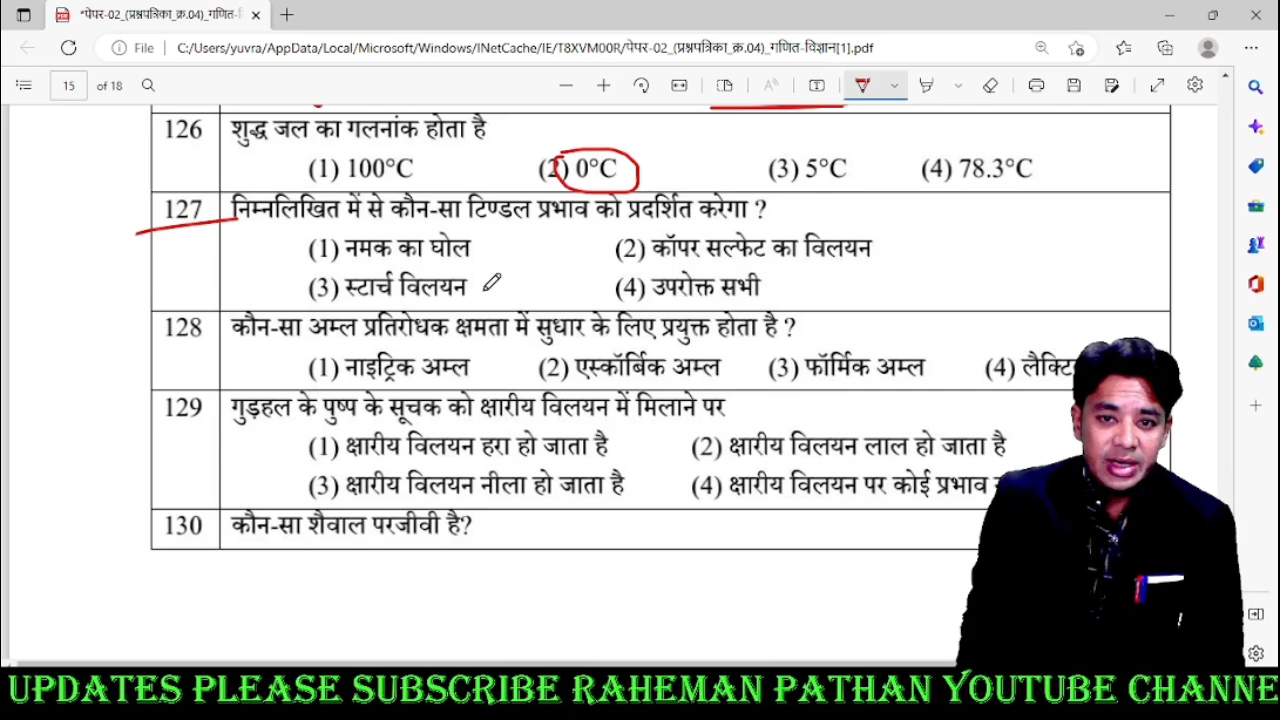 *पेपर-02_(प्रश्नपत्रिका_क्र.04)_गणित-वि
File C:/Users/yuvra/AppData/Local/Microsoft/Windows/INetCache/IE/T8XVM00R/पेपर-02_(प्रश्नपत्रिका_क्र.04)_गणित-विज्ञान[1].pdf
15 of 18
126 शुद्ध जल का गलनांक होता है
(1) 100°C (2) 0°C (3) 5°C (4) 78.3°C
127 निम्नलिखित में से कौन-सा टिण्डल प्रभाव को प्रदर्शित करेगा ?
(1) नमक का घोल (2) कॉपर सल्फेट का विलयन
(3) स्टार्च विलयन (4) उपरोक्त सभी
128 कौन-सा अम्ल प्रतिरोधक क्षमता में सुधार के लिए प्रयुक्त होता है ?
(1) नाइट्रिक अम्ल (2) एस्कॉर्बिक अम्ल (3) फॉर्मिक अम्ल (4) लैक्टि
129 गुड़हल के पुष्प के सूचक को क्षारीय विलयन में मिलाने पर
(1) क्षारीय विलयन हरा हो जाता है (2) क्षारीय विलयन लाल हो जाता है
(3) क्षारीय विलयन नीला हो जाता है (4) क्षारीय विलयन पर कोई प्रभाव
130 कौन-सा शैवाल परजीवी है?
UPDATES PLEASE SUBSCRIBE RAHEMAN PATHAN YOUTUBE CHANNE